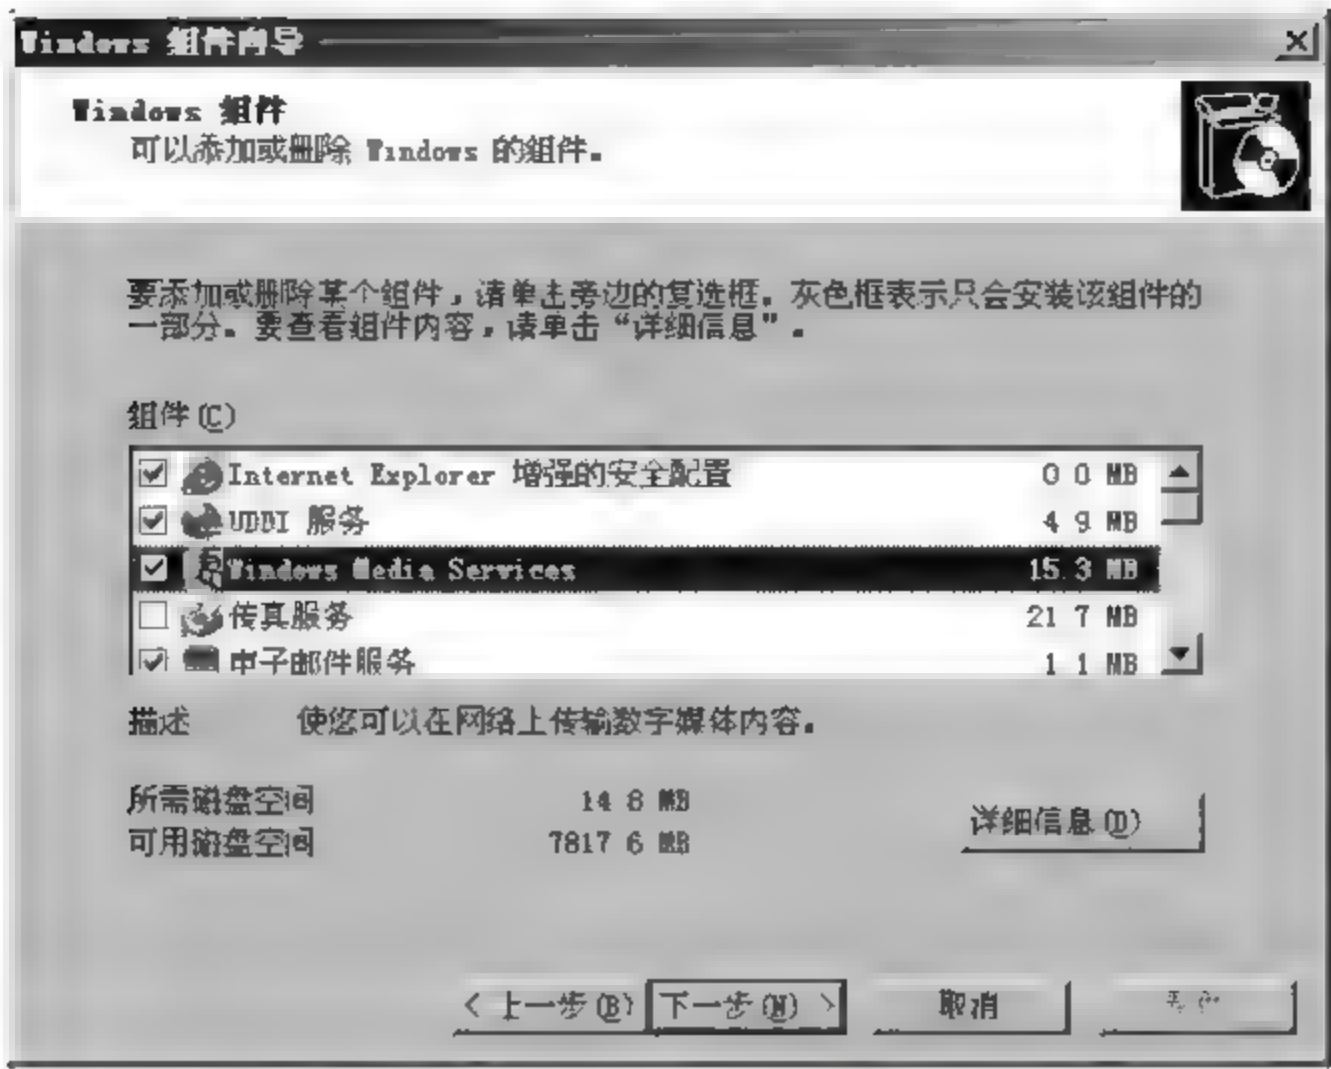 Windows 组件向导
Windows 组件
可以添加或删除 Windows 的组件。
要添加或删除某个组件，请单击旁边的复选框。灰色框表示只会安装该组件的
一部分。要查看组件内容，请单击“详细信息”。
组件(C)
Internet Explorer 增强的安全配置 0.0 MB
UDDI 服务 4.9 MB
Windows Media Services 15.3 MB
传真服务 21.7 MB
电子邮件服务 1.1 MB
描述 使您可以在网络上传输数字媒体内容。
所需磁盘空间 14.8 MB
详细信息(D)
可用磁盘空间 7817.6 MB
< 上一步(B) 下一步(N) > 取消